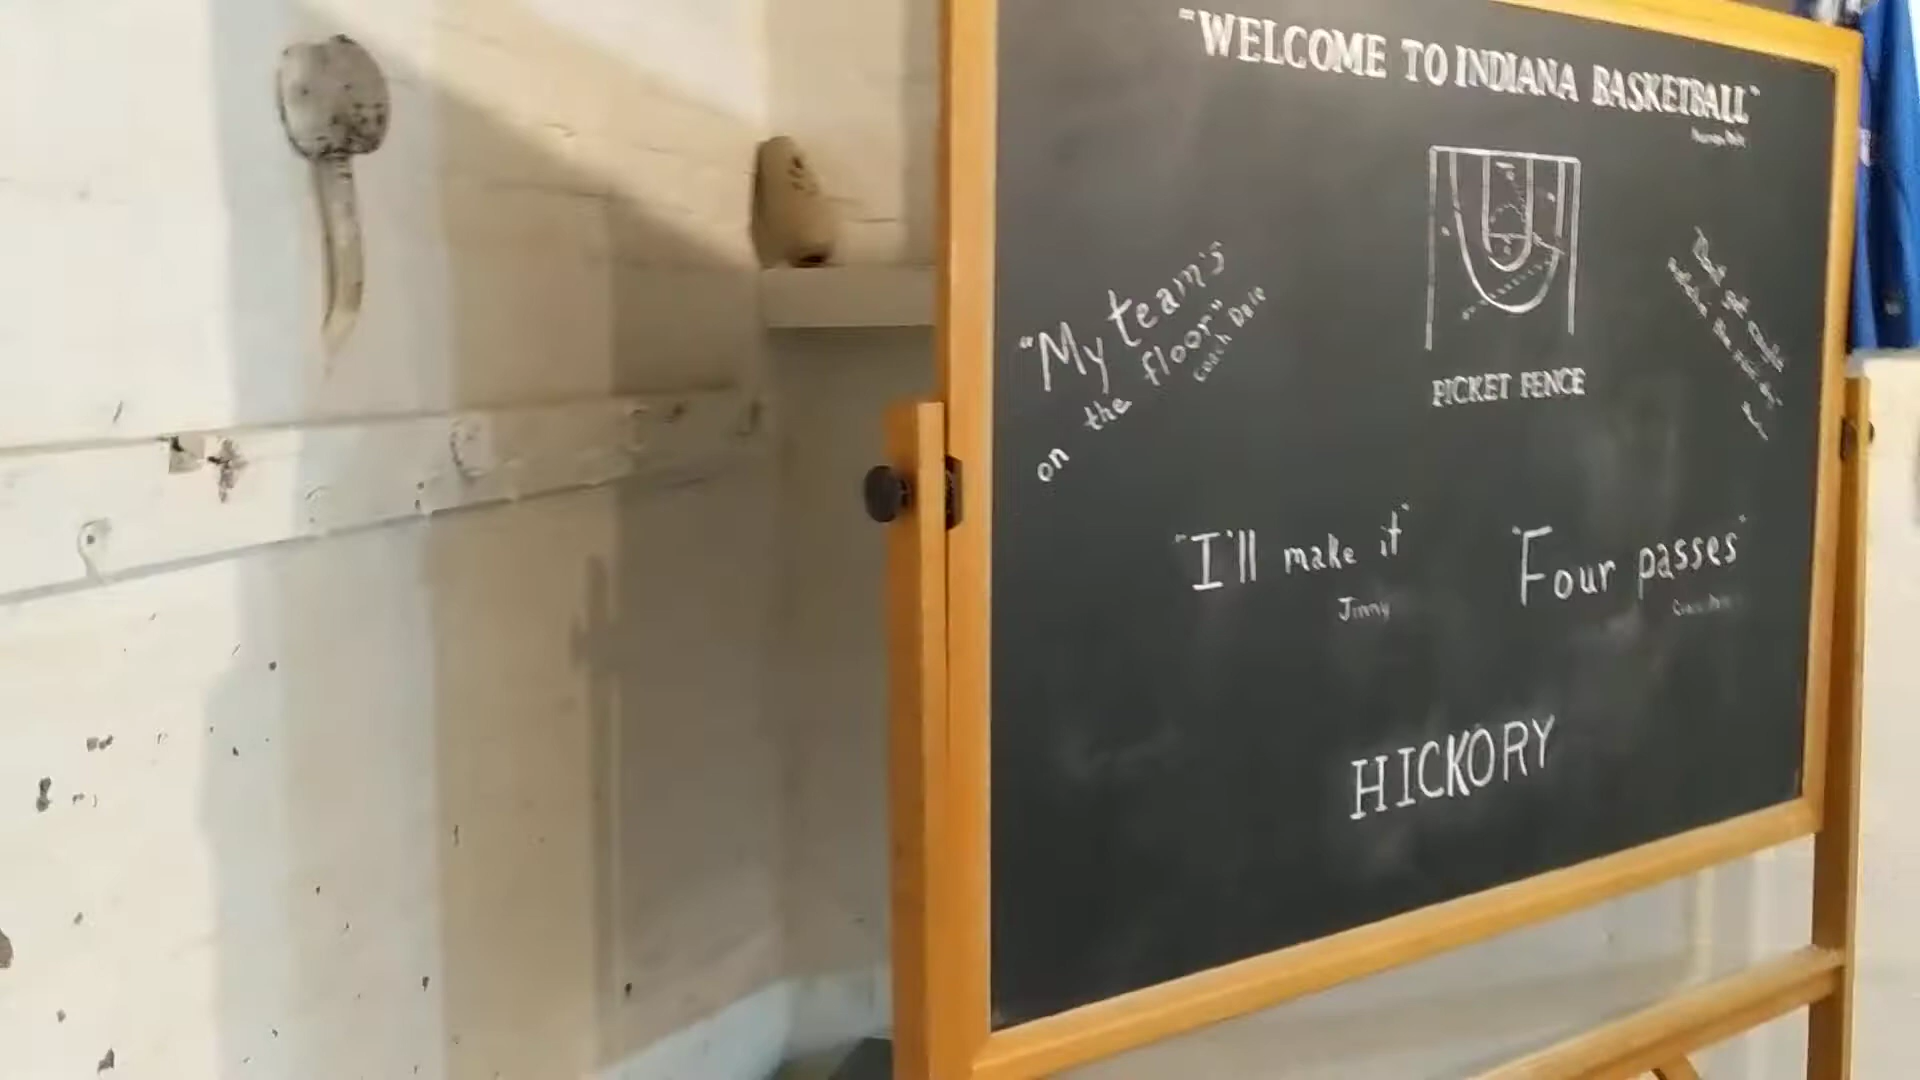 "WELCOME TO INDIANA BASKETBALL"
"My team's
on the floor"
Coach Dale
PICKET FENCE
"I'll make it"
Jimmy
"Four passes"
HICKORY